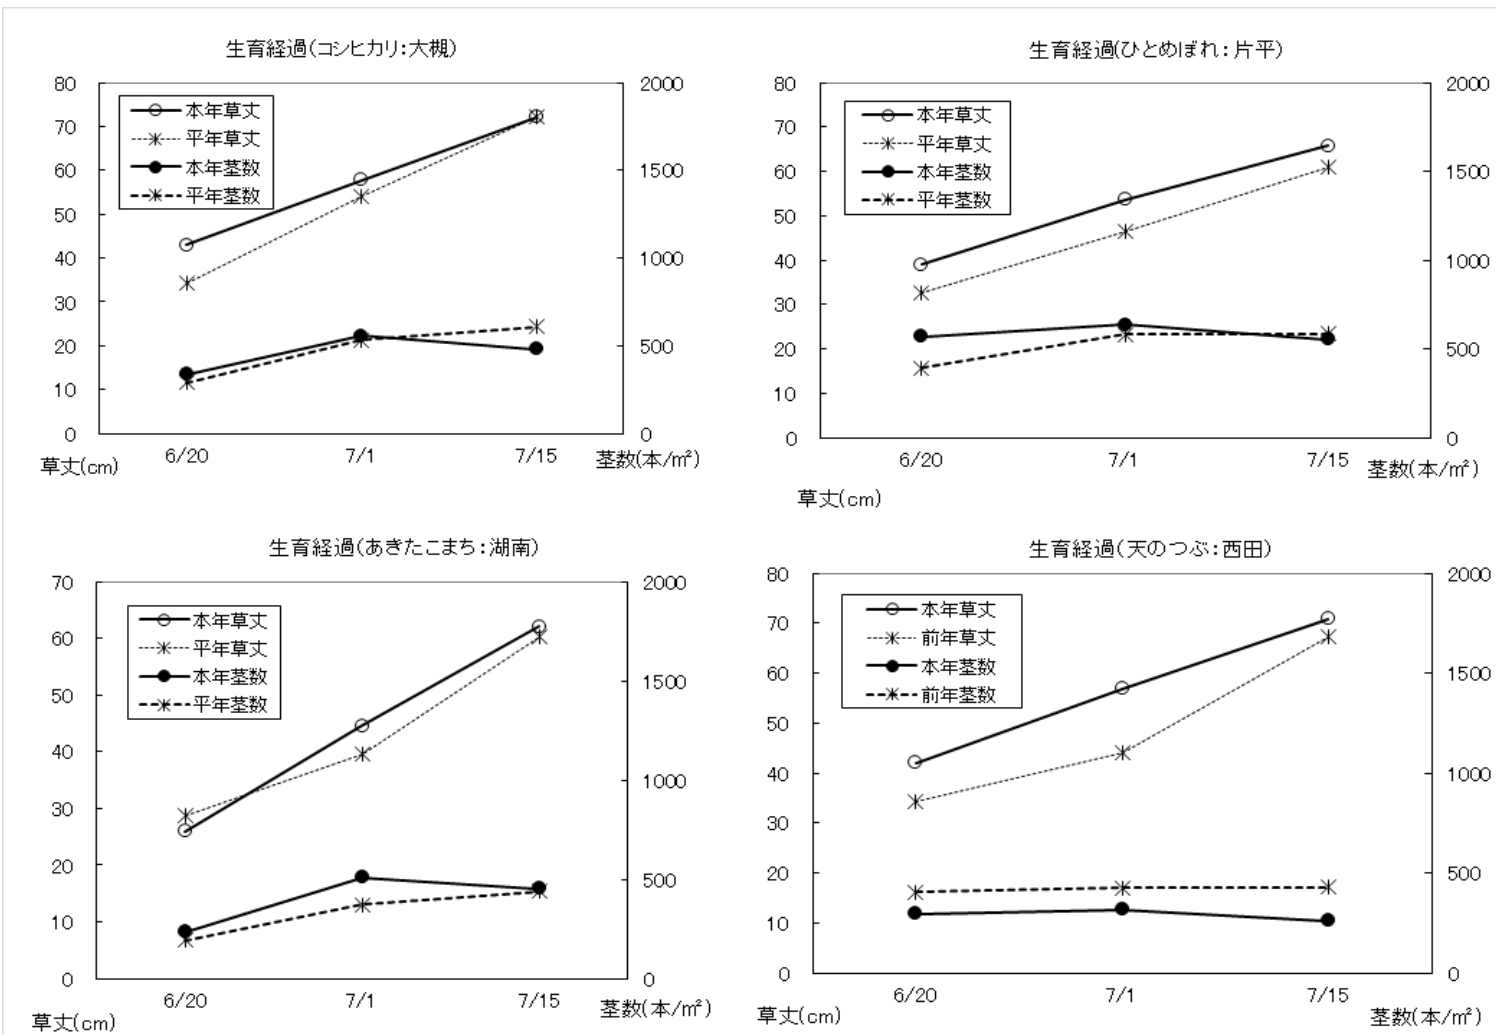 生育経過(コシヒカリ:大槻)
80
70
60
50
40
30
20
10
0
本年草丈
平年草丈
本年茎数
平年茎数
2000
1500
1000
500
0
6/20
7/1
7/15
草丈(cm)
茎数(本/㎡)
生育経過(ひとめぼれ:片平)
80
70
60
50
40
30
20
10
0
本年草丈
平年草丈
本年茎数
平年茎数
2000
1500
1000
500
0
6/20
7/1
7/15
草丈(cm)
茎数(本/㎡)
生育経過(あきたこまち:湖南)
70
60
50
40
30
20
10
0
本年草丈
平年草丈
本年茎数
平年茎数
2000
1500
1000
500
0
6/20
7/1
7/15
草丈(cm)
茎数(本/㎡)
生育経過(天のつぶ:西田)
80
70
60
50
40
30
20
10
0
本年草丈
前年草丈
本年茎数
前年茎数
2000
1500
1000
500
0
6/20
7/1
7/15
草丈(cm)
茎数(本/㎡)